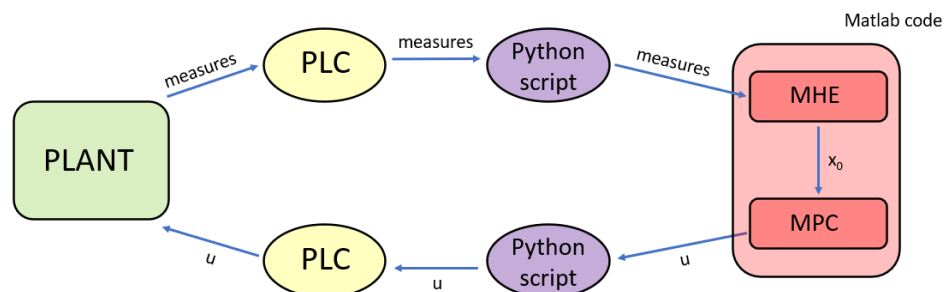 Matlab code
measures
PLC
measures
Python
script
measures
MHE
PLANT
x₀
MPC
u
PLC
u
Python
script
u